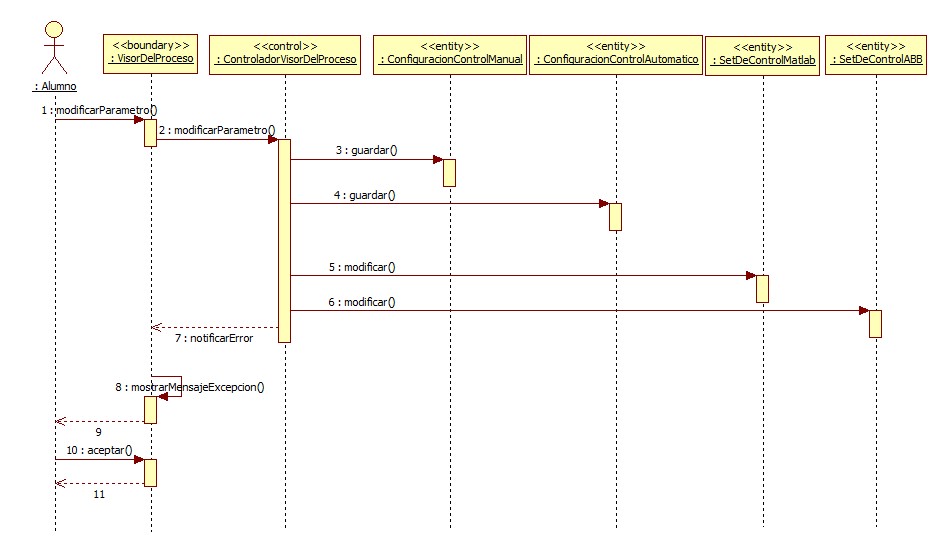 <<boundary>>
: VisorDelProceso
<<control>>
: ControladorVisorDelProceso
<<entity>>
: ConfiguracionControlManual
<<entity>>
: ConfiguracionControlAutomatico
<<entity>>
: SetDeControlMatlab
<<entity>>
: SetDeControlABB
: Alumno
1 : modificarParametro()
2 : modificarParametro()
3 : guardar()
4 : guardar()
5 : modificar()
6 : modificar()
7 : notificarError
8 : mostrarMensajeExcepcion()
9
10 : aceptar()
11